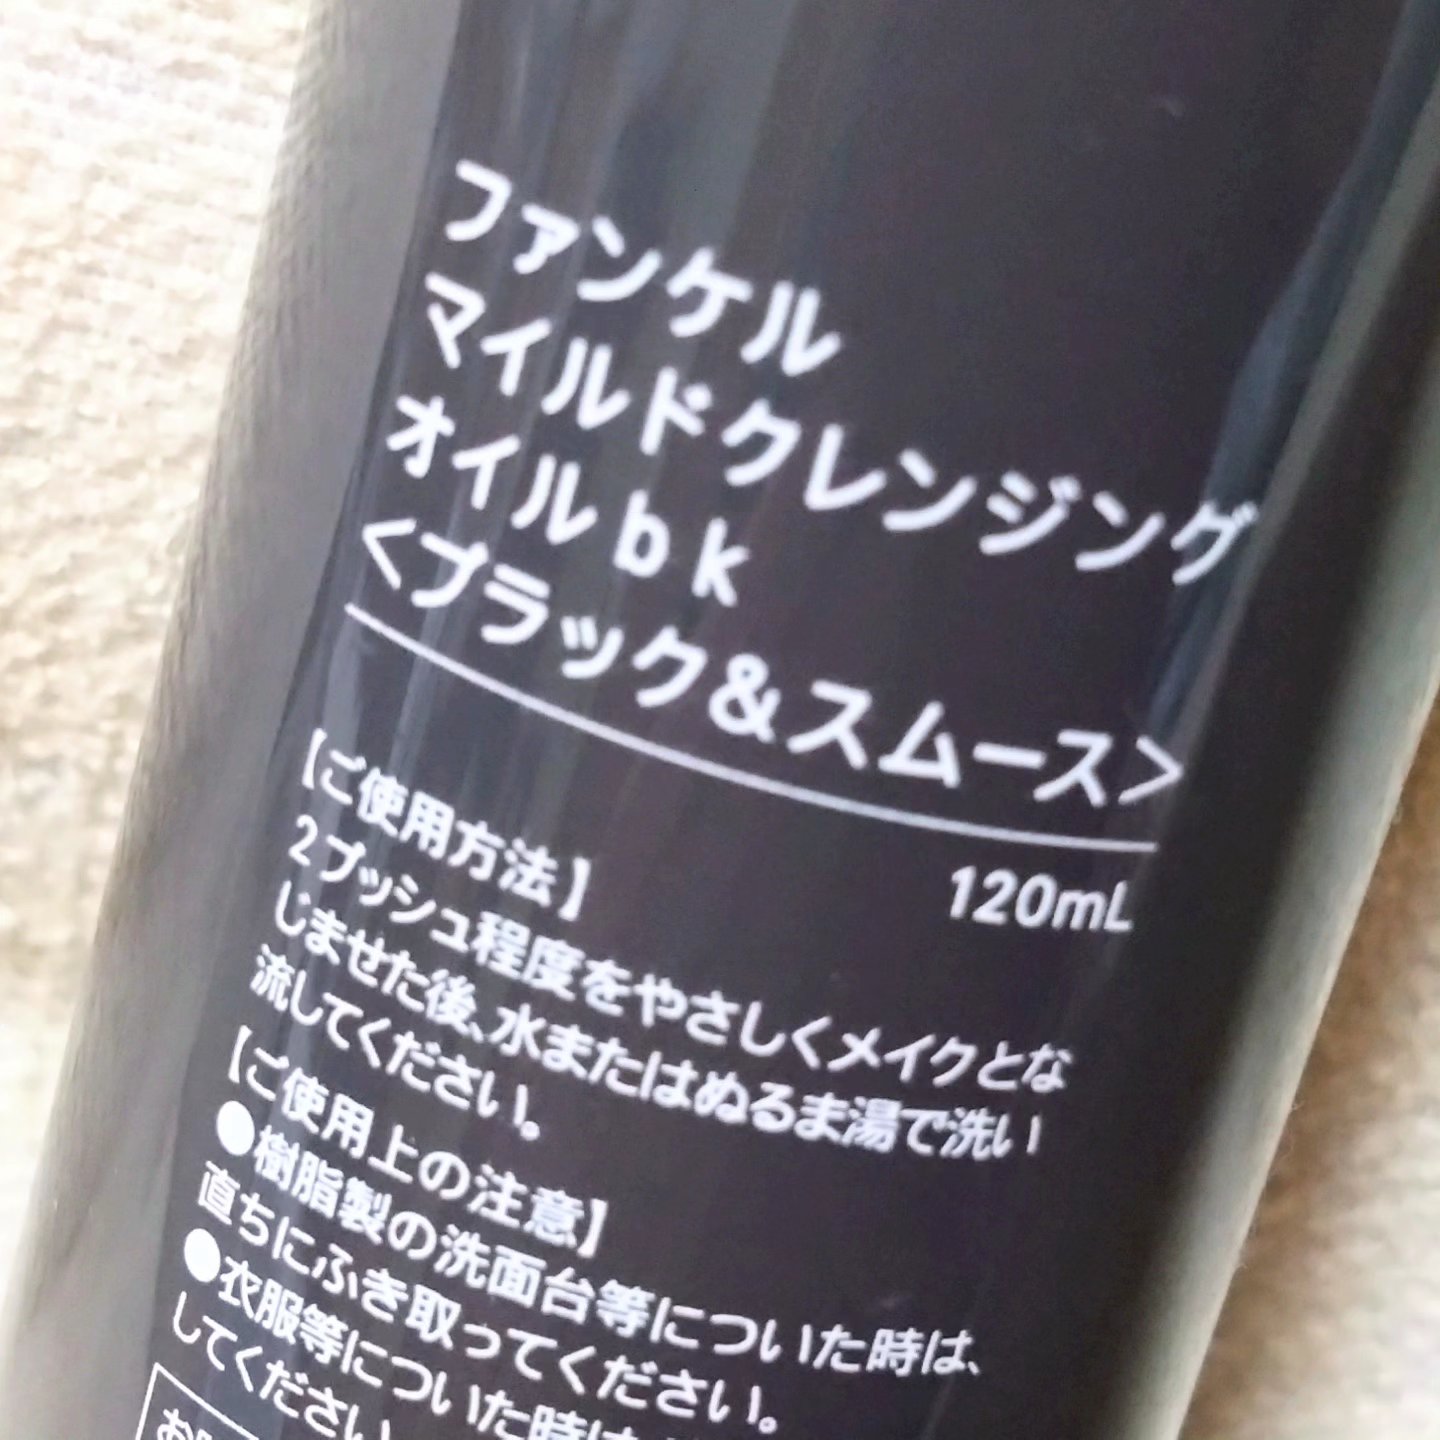 ファンケル
マイルドクレンジング
オイルbk
<ブラック&スムース>
120mL
【ご使用方法】
2プッシュ程度をやさしくメイクとな
じませた後、水またはぬるま湯で洗い
流してください。
【ご使用上の注意】
●樹脂製の洗面台等についた時は、
直ちにふき取ってください。
●衣服等についた時は
してください